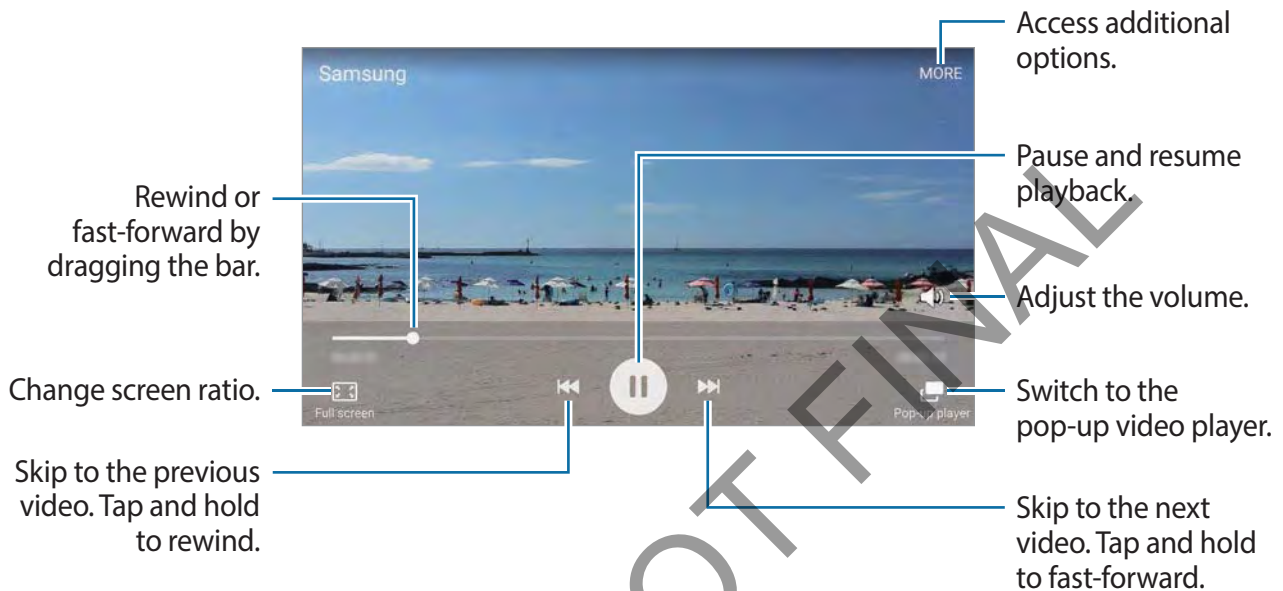 Access additional
options.
Samsung
MORE
Pause and resume
playback.
Rewind or
fast-forward by
dragging the bar.
Adjust the volume.
Change screen ratio.
Full screen
Switch to the
pop-up video player.
Pop-up player
Skip to the previous
video. Tap and hold
to rewind.
Skip to the next
video. Tap and hold
to fast-forward.
OT FINAL